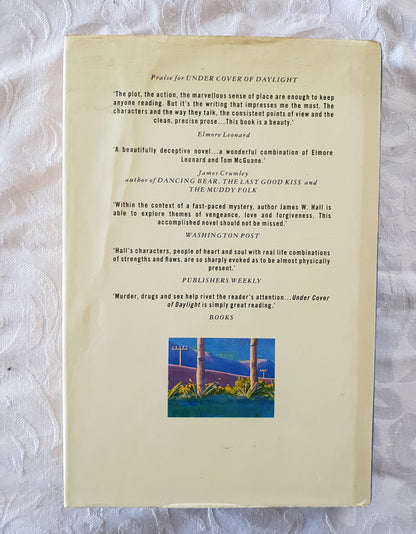 Praise for UNDER COVER OF DAYLIGHT
'The plot, the action, the marvellous sense of place are enough to keep
anyone reading. But it's the writing that impresses me the most. The
characters and the way they talk, the consistent points of view and the
clean, precise prose...This book is a beauty.'
Elmore Leonard
'A beautifully deceptive novel...a wonderful combination of Elmore
Leonard and Tom McGuane.'
James Crumley
author of DANCING BEAR, THE LAST GOOD KISS and
THE MUDDY FOLK
'Within the context of a fast-paced mystery, author James W. Hall is
able to explore themes of vengeance, love and forgiveness. This
accomplished novel should not be missed.'
WASHINGTON POST
'Hall's characters, people of heart and soul with real life combinations
of strengths and flaws, are so sharply evoked as to be almost physically
present.'
PUBLISHERS WEEKLY
'Murder, drugs and sex help rivet the reader's attention...Under Cover
of Daylight is simply great reading.'
BOOKS